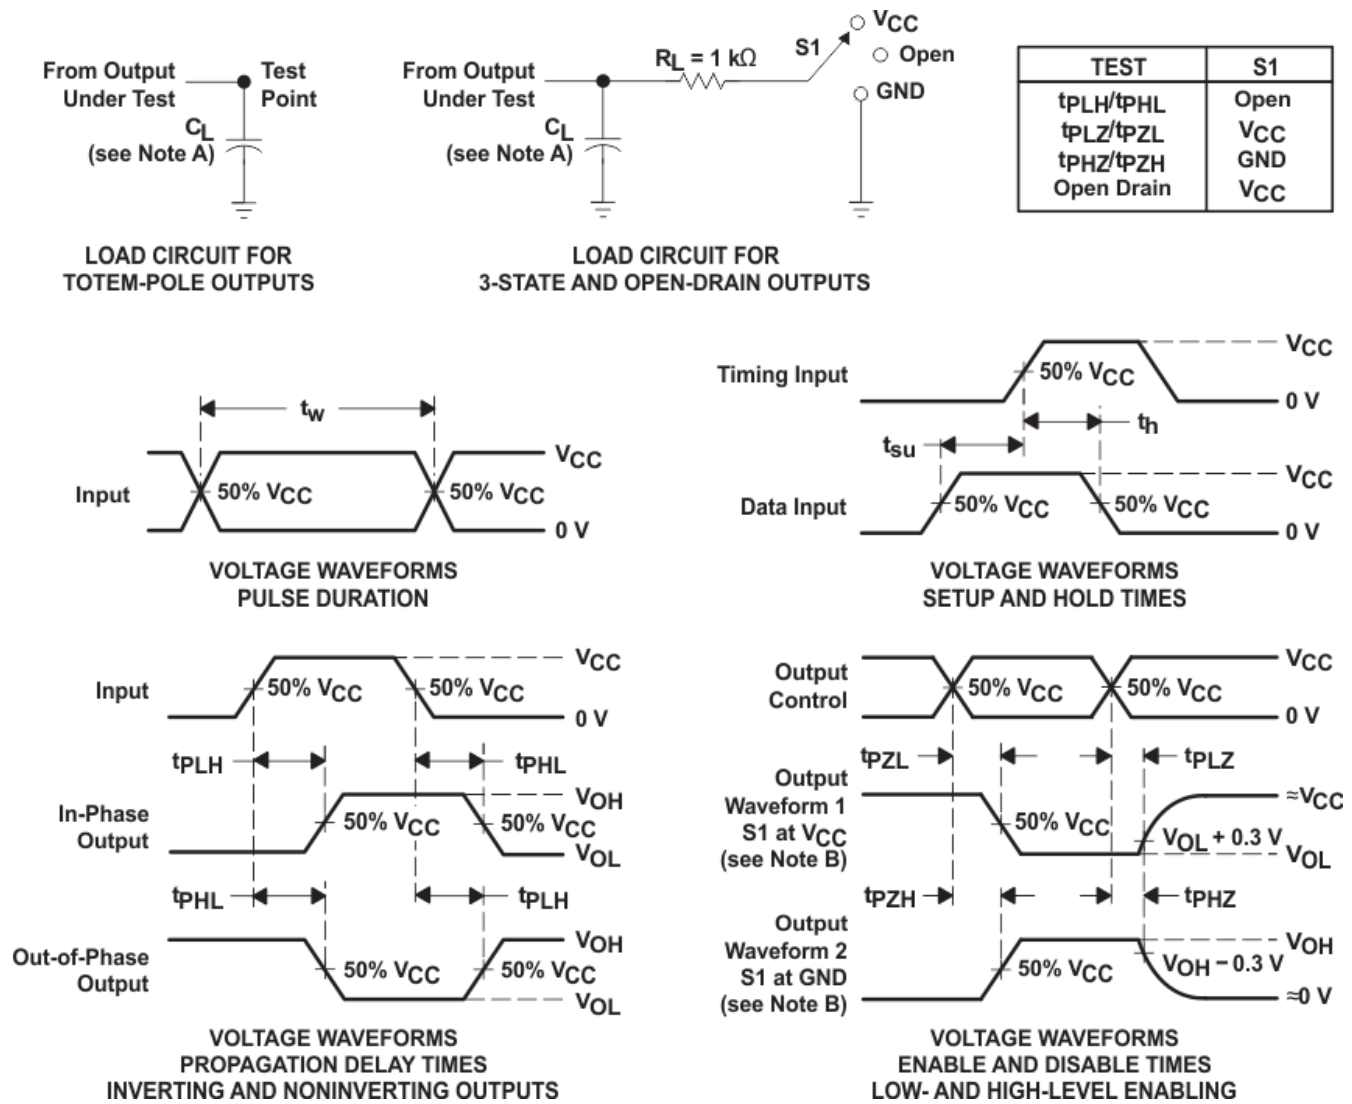 From Output
Under Test
Test
Point
CL
(see Note A)
LOAD CIRCUIT FOR
TOTEM-POLE OUTPUTS
From Output
Under Test
RL = 1 kΩ
S1
VCC
Open
GND
CL
(see Note A)
LOAD CIRCUIT FOR
3-STATE AND OPEN-DRAIN OUTPUTS
TEST S1
tPLH/tPHL Open
tPLZ/tPZL VCC
tPHZ/tPZH GND
Open Drain VCC
tw
Input
50% VCC
50% VCC
VCC
0 V
VOLTAGE WAVEFORMS
PULSE DURATION
Timing Input
50% VCC
VCC
0 V
tsu
th
Data Input
50% VCC
50% VCC
VCC
0 V
VOLTAGE WAVEFORMS
SETUP AND HOLD TIMES
Input
50% VCC
50% VCC
VCC
0 V
tPLH
tPHL
In-Phase
Output
50% VCC
50% VCC
VOH
VOL
tPHL
tPLH
Out-of-Phase
Output
50% VCC
50% VCC
VOH
VOL
VOLTAGE WAVEFORMS
PROPAGATION DELAY TIMES
INVERTING AND NONINVERTING OUTPUTS
Output
Control
50% VCC
50% VCC
VCC
0 V
tPZL
tPLZ
Output
Waveform 1
S1 at VCC
(see Note B)
50% VCC
≈VCC
VOL + 0.3 V
VOL
tPZH
tPHZ
Output
Waveform 2
S1 at GND
(see Note B)
50% VCC
VOH
VOH − 0.3 V
≈0 V
VOLTAGE WAVEFORMS
ENABLE AND DISABLE TIMES
LOW- AND HIGH-LEVEL ENABLING